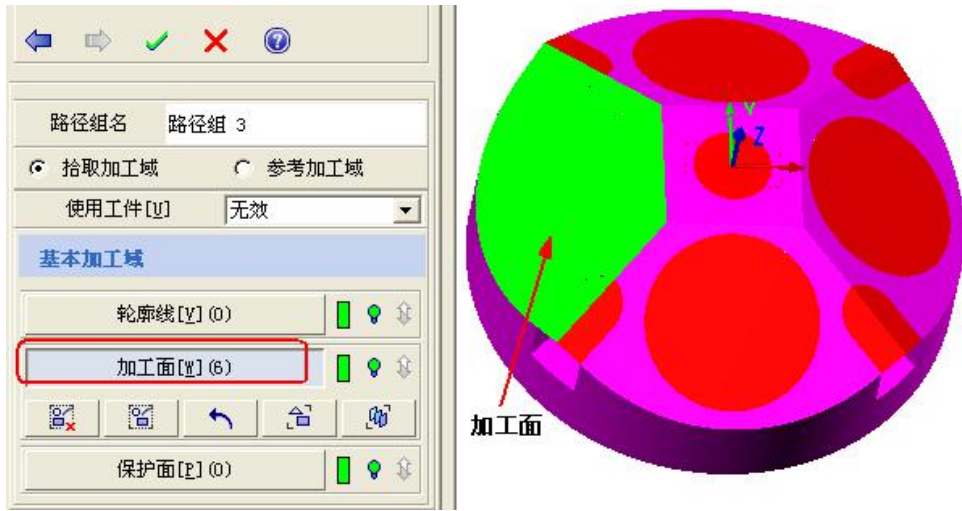 路径组名 路径组 3
拾取加工域 参考加工域
使用工件[U] 无效
基本加工域
轮廓线[V](0)
加工面[W](6)
保护面[P](0)
Y
Z
加工面